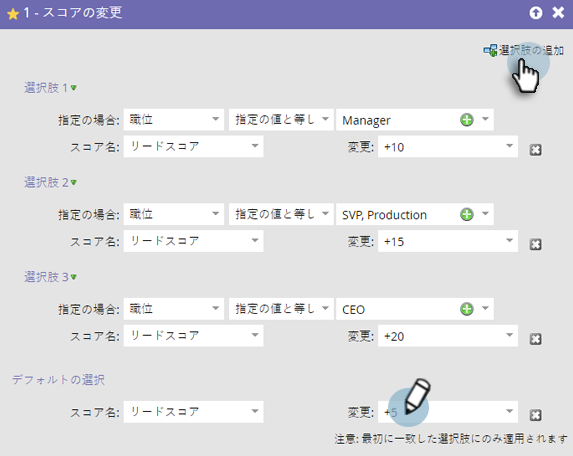 1 - スコアの変更
選択肢の追加
選択肢 1
指定の場合: 職位 指定の値と等し Manager
スコア名: リードスコア 変更: +10
選択肢 2
指定の場合: 職位 指定の値と等し SVP, Production
スコア名: リードスコア 変更: +15
選択肢 3
指定の場合: 職位 指定の値と等し CEO
スコア名: リードスコア 変更: +20
デフォルトの選択
スコア名: リードスコア 変更: +5
注意: 最初に一致した選択肢にのみ適用されます